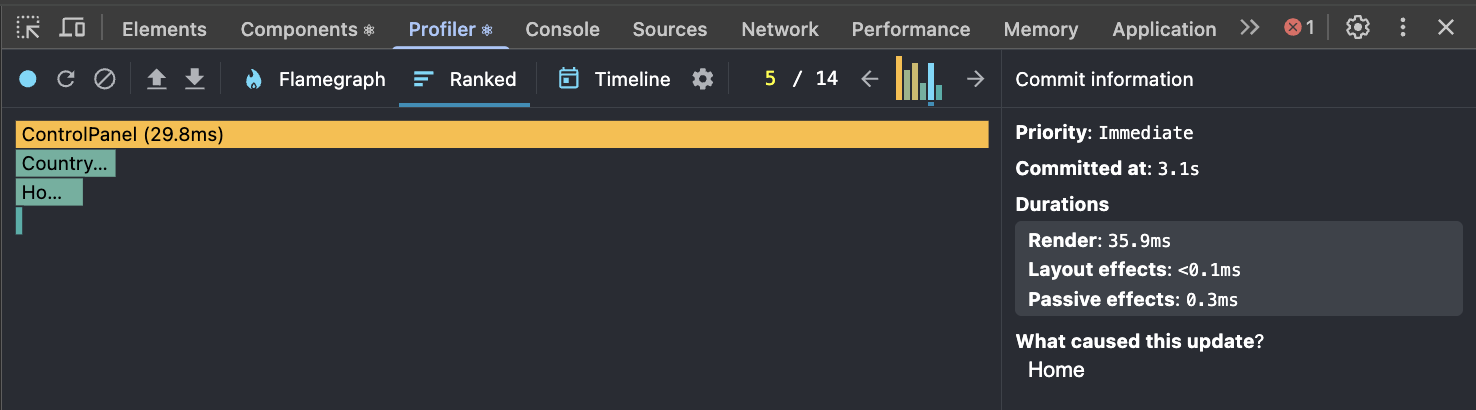 Elements Components Profiler Console Sources Network Performance Memory Application 1
Flamegraph Ranked Timeline 5 / 14
Commit information
ControlPanel (29.8ms)
Country...
Ho...
Priority: Immediate
Committed at: 3.1s
Durations
Render: 35.9ms
Layout effects: <0.1ms
Passive effects: 0.3ms
What caused this update?
Home